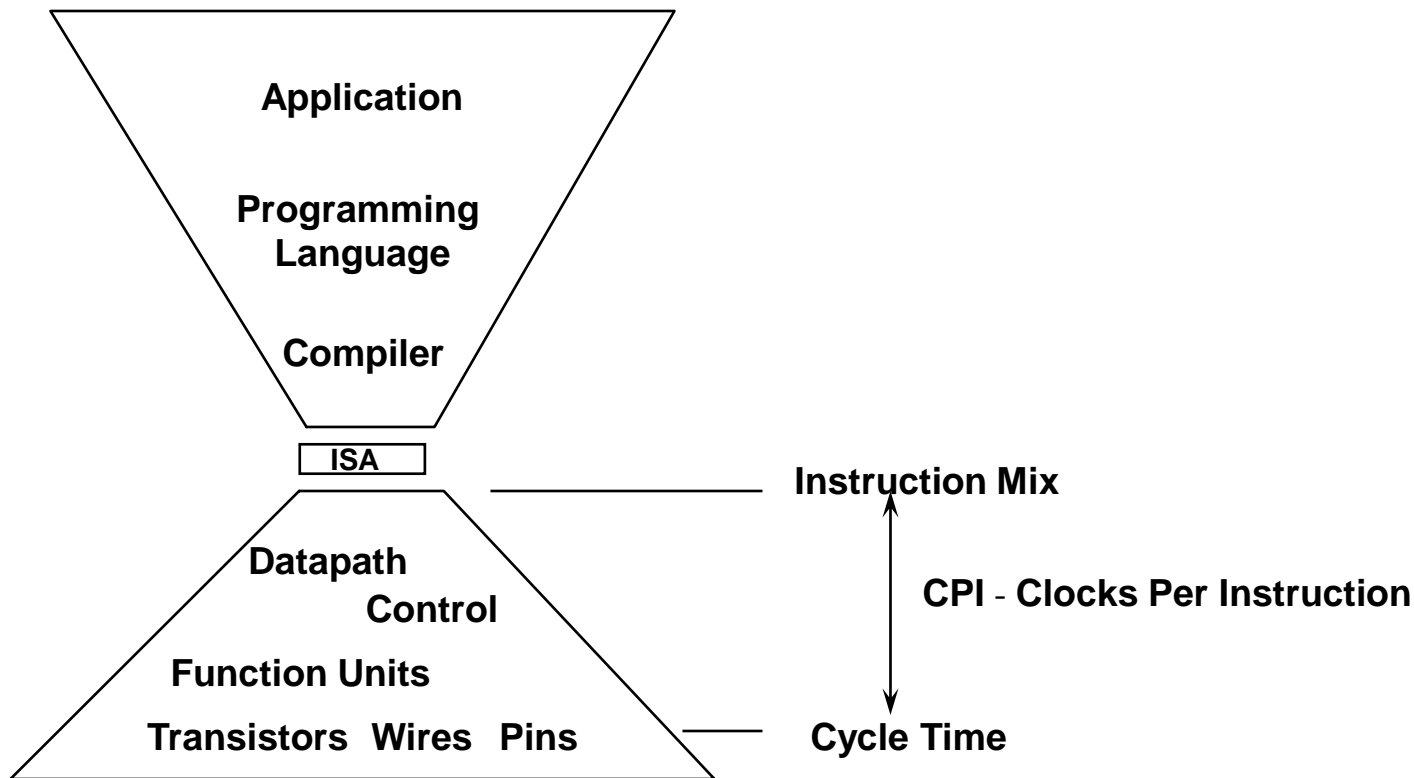 Application
Programming
Language
Compiler
ISA
Instruction Mix
Datapath
Control
CPI - Clocks Per Instruction
Function Units
Transistors Wires Pins
Cycle Time